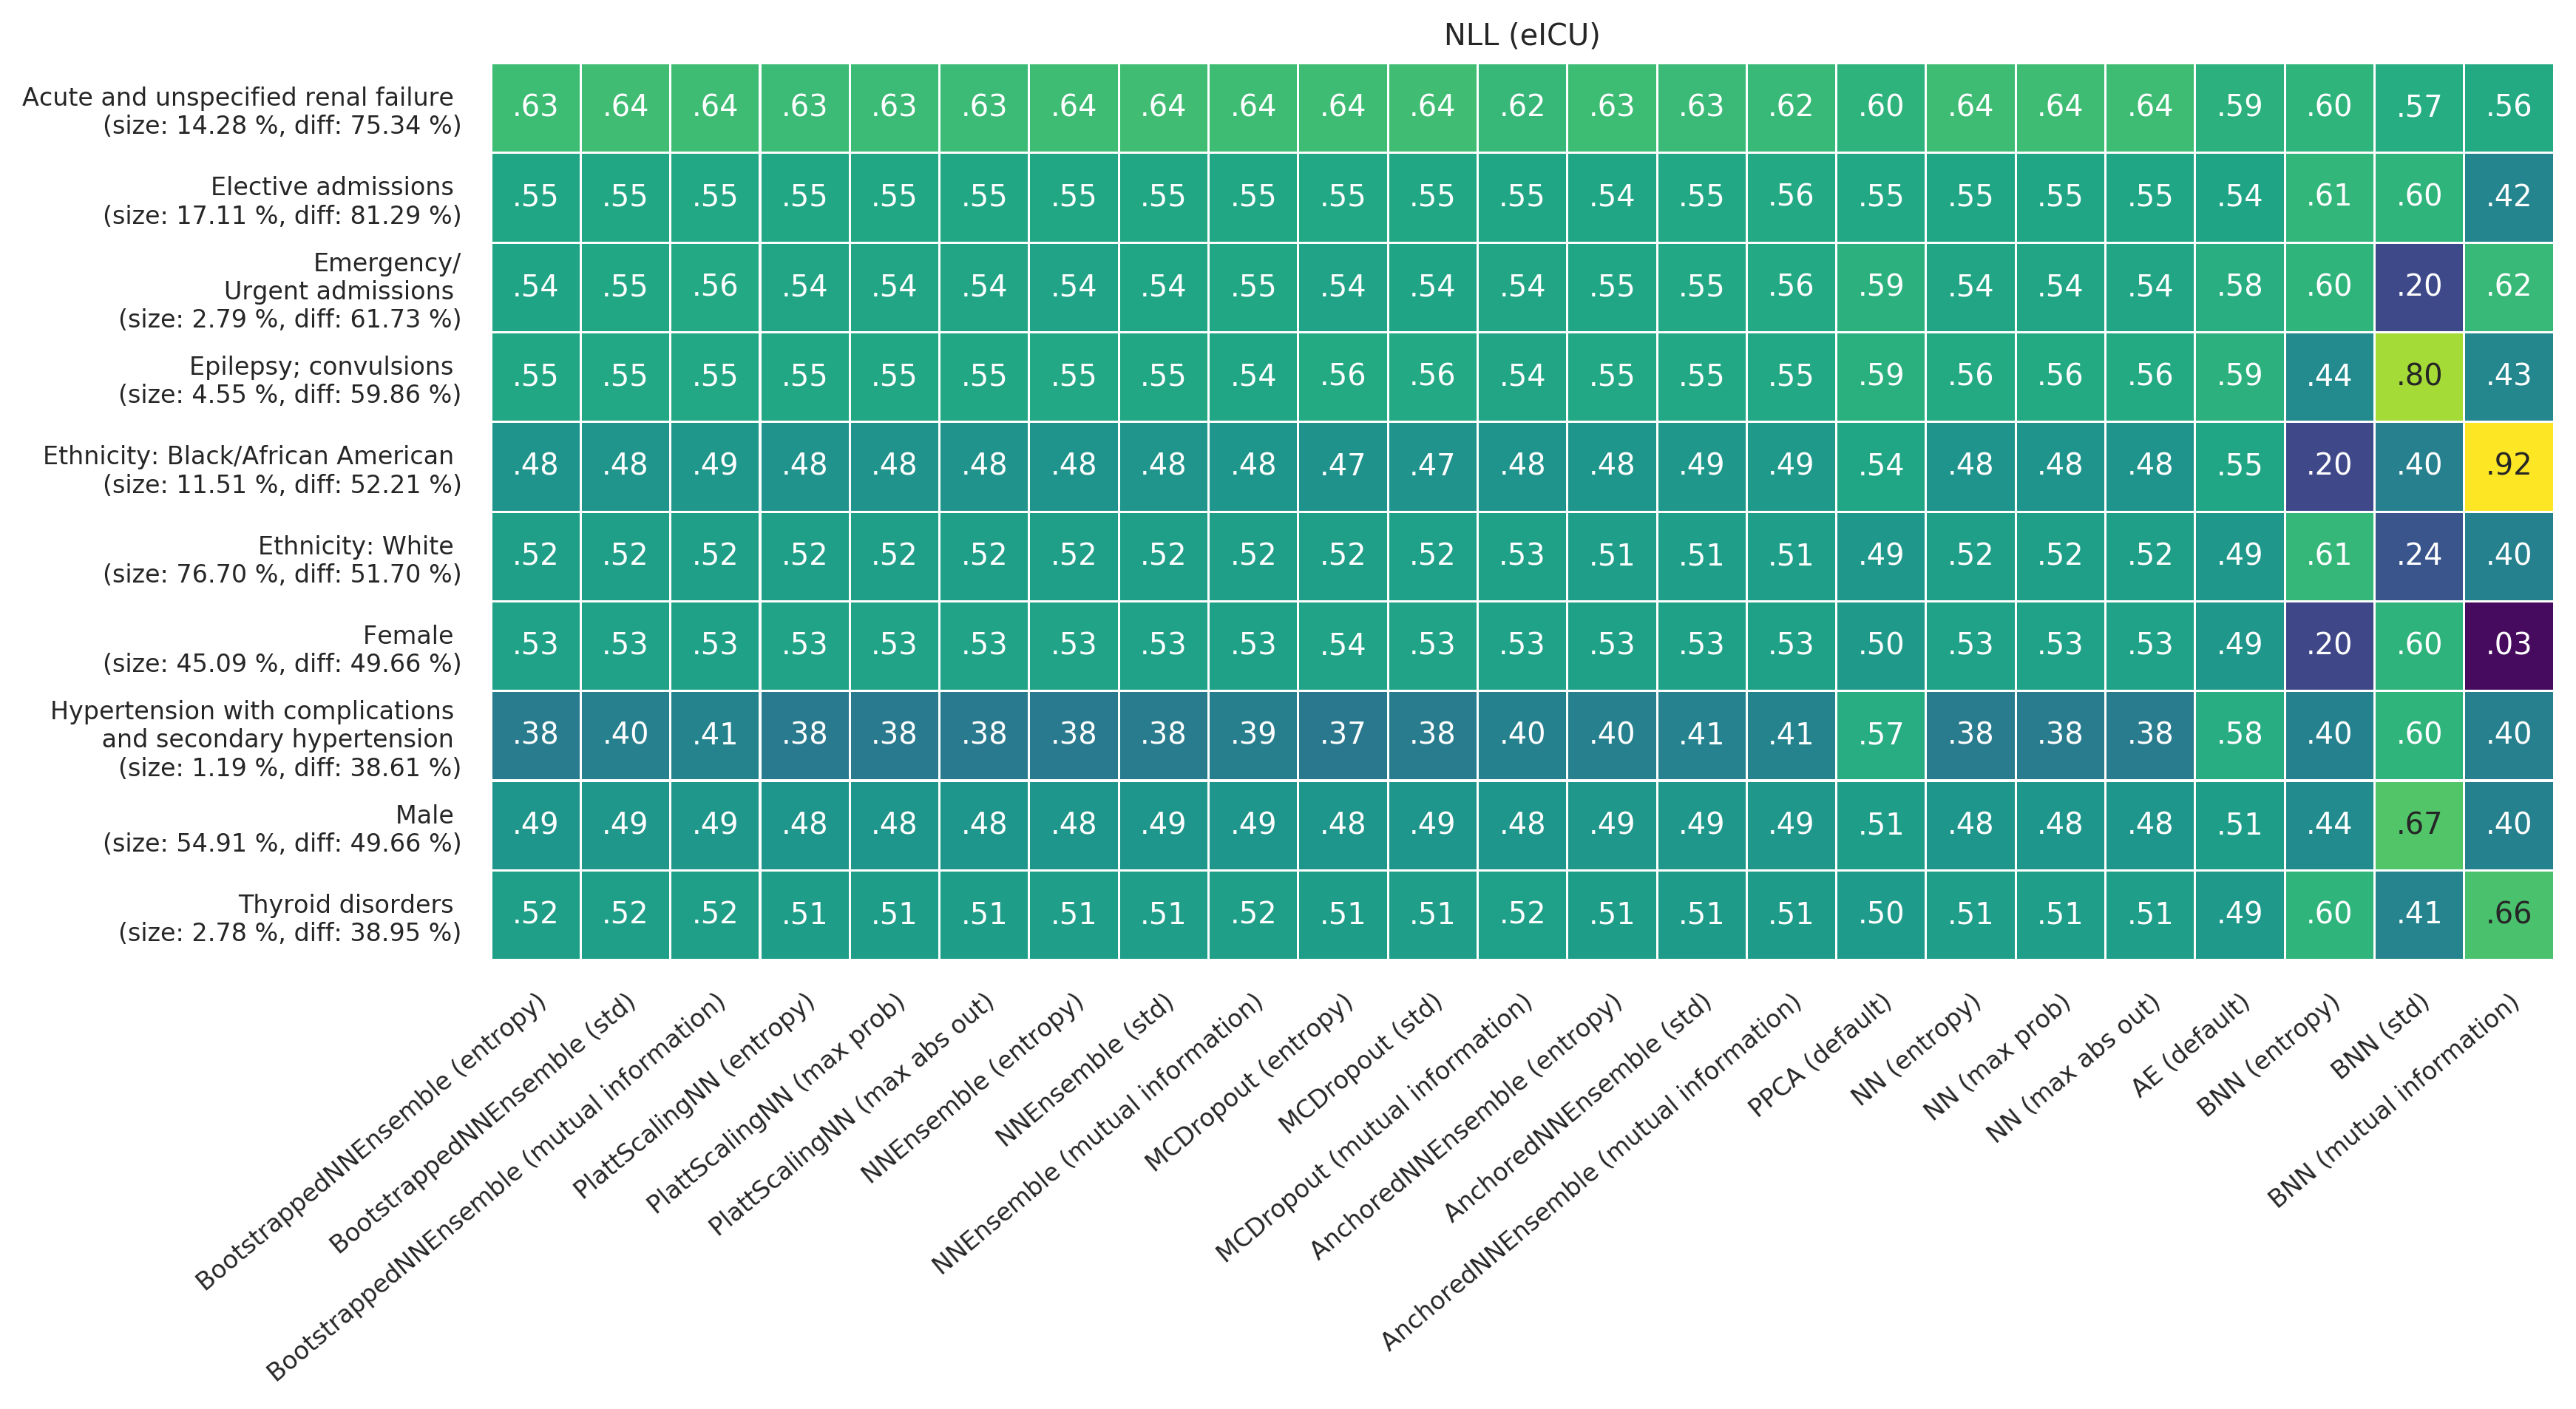 NLL (eICU)
Acute and unspecified renal failure
(size: 14.28 %, diff: 75.34 %)
.63 .64 .64 .63 .63 .63 .64 .64 .64 .64 .64 .62 .63 .63 .62 .60 .64 .64 .64 .59 .60 .57 .56
Elective admissions
(size: 17.11 %, diff: 81.29 %)
.55 .55 .55 .55 .55 .55 .55 .55 .55 .55 .55 .55 .54 .55 .56 .55 .55 .55 .55 .54 .61 .60 .42
Emergency/
Urgent admissions
(size: 2.79 %, diff: 61.73 %)
.54 .55 .56 .54 .54 .54 .54 .54 .55 .54 .54 .54 .55 .55 .56 .59 .54 .54 .54 .58 .60 .20 .62
Epilepsy; convulsions
(size: 4.55 %, diff: 59.86 %)
.55 .55 .55 .55 .55 .55 .55 .55 .54 .56 .56 .54 .55 .55 .55 .59 .56 .56 .56 .59 .44 .80 .43
Ethnicity: Black/African American
(size: 11.51 %, diff: 52.21 %)
.48 .48 .49 .48 .48 .48 .48 .48 .48 .47 .47 .48 .48 .49 .49 .54 .48 .48 .48 .55 .20 .40 .92
Ethnicity: White
(size: 76.70 %, diff: 51.70 %)
.52 .52 .52 .52 .52 .52 .52 .52 .52 .52 .52 .53 .51 .51 .51 .49 .52 .52 .52 .49 .61 .24 .40
Female
(size: 45.09 %, diff: 49.66 %)
.53 .53 .53 .53 .53 .53 .53 .53 .53 .54 .53 .53 .53 .53 .53 .50 .53 .53 .53 .49 .20 .60 .03
Hypertension with complications
and secondary hypertension
(size: 1.19 %, diff: 38.61 %)
.38 .40 .41 .38 .38 .38 .38 .38 .39 .37 .38 .40 .40 .41 .41 .57 .38 .38 .38 .58 .40 .60 .40
Male
(size: 54.91 %, diff: 49.66 %)
.49 .49 .49 .48 .48 .48 .48 .49 .49 .48 .49 .48 .49 .49 .49 .51 .48 .48 .48 .51 .44 .67 .40
Thyroid disorders
(size: 2.78 %, diff: 38.95 %)
.52 .52 .52 .51 .51 .51 .51 .51 .52 .51 .51 .52 .51 .51 .51 .50 .51 .51 .51 .49 .60 .41 .66
BootstrappedNNEnsemble (entropy)
BootstrappedNNEnsemble (std)
BootstrappedNNEnsemble (mutual information)
PlattScalingNN (entropy)
PlattScalingNN (max prob)
PlattScalingNN (max abs out)
NNEnsemble (entropy)
NNEnsemble (std)
NNEnsemble (mutual information)
MCDropout (entropy)
MCDropout (std)
MCDropout (mutual information)
AnchoredNNEnsemble (entropy)
AnchoredNNEnsemble (std)
AnchoredNNEnsemble (mutual information)
PPCA (default)
NN (entropy)
NN (max prob)
NN (max abs out)
AE (default)
BNN (entropy)
BNN (std)
BNN (mutual information)